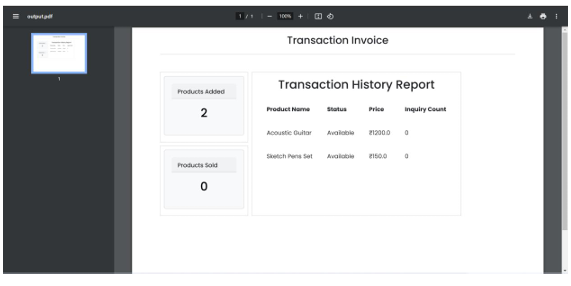 output.pdf
1 / 1
100%
1
Transaction Invoice
Products Added
2
Products Sold
0
Transaction History Report
Product Name Status Price Inquiry Count
Acoustic Guitar Available ₹1200.0 0
Sketch Pens Set Available ₹150.0 0